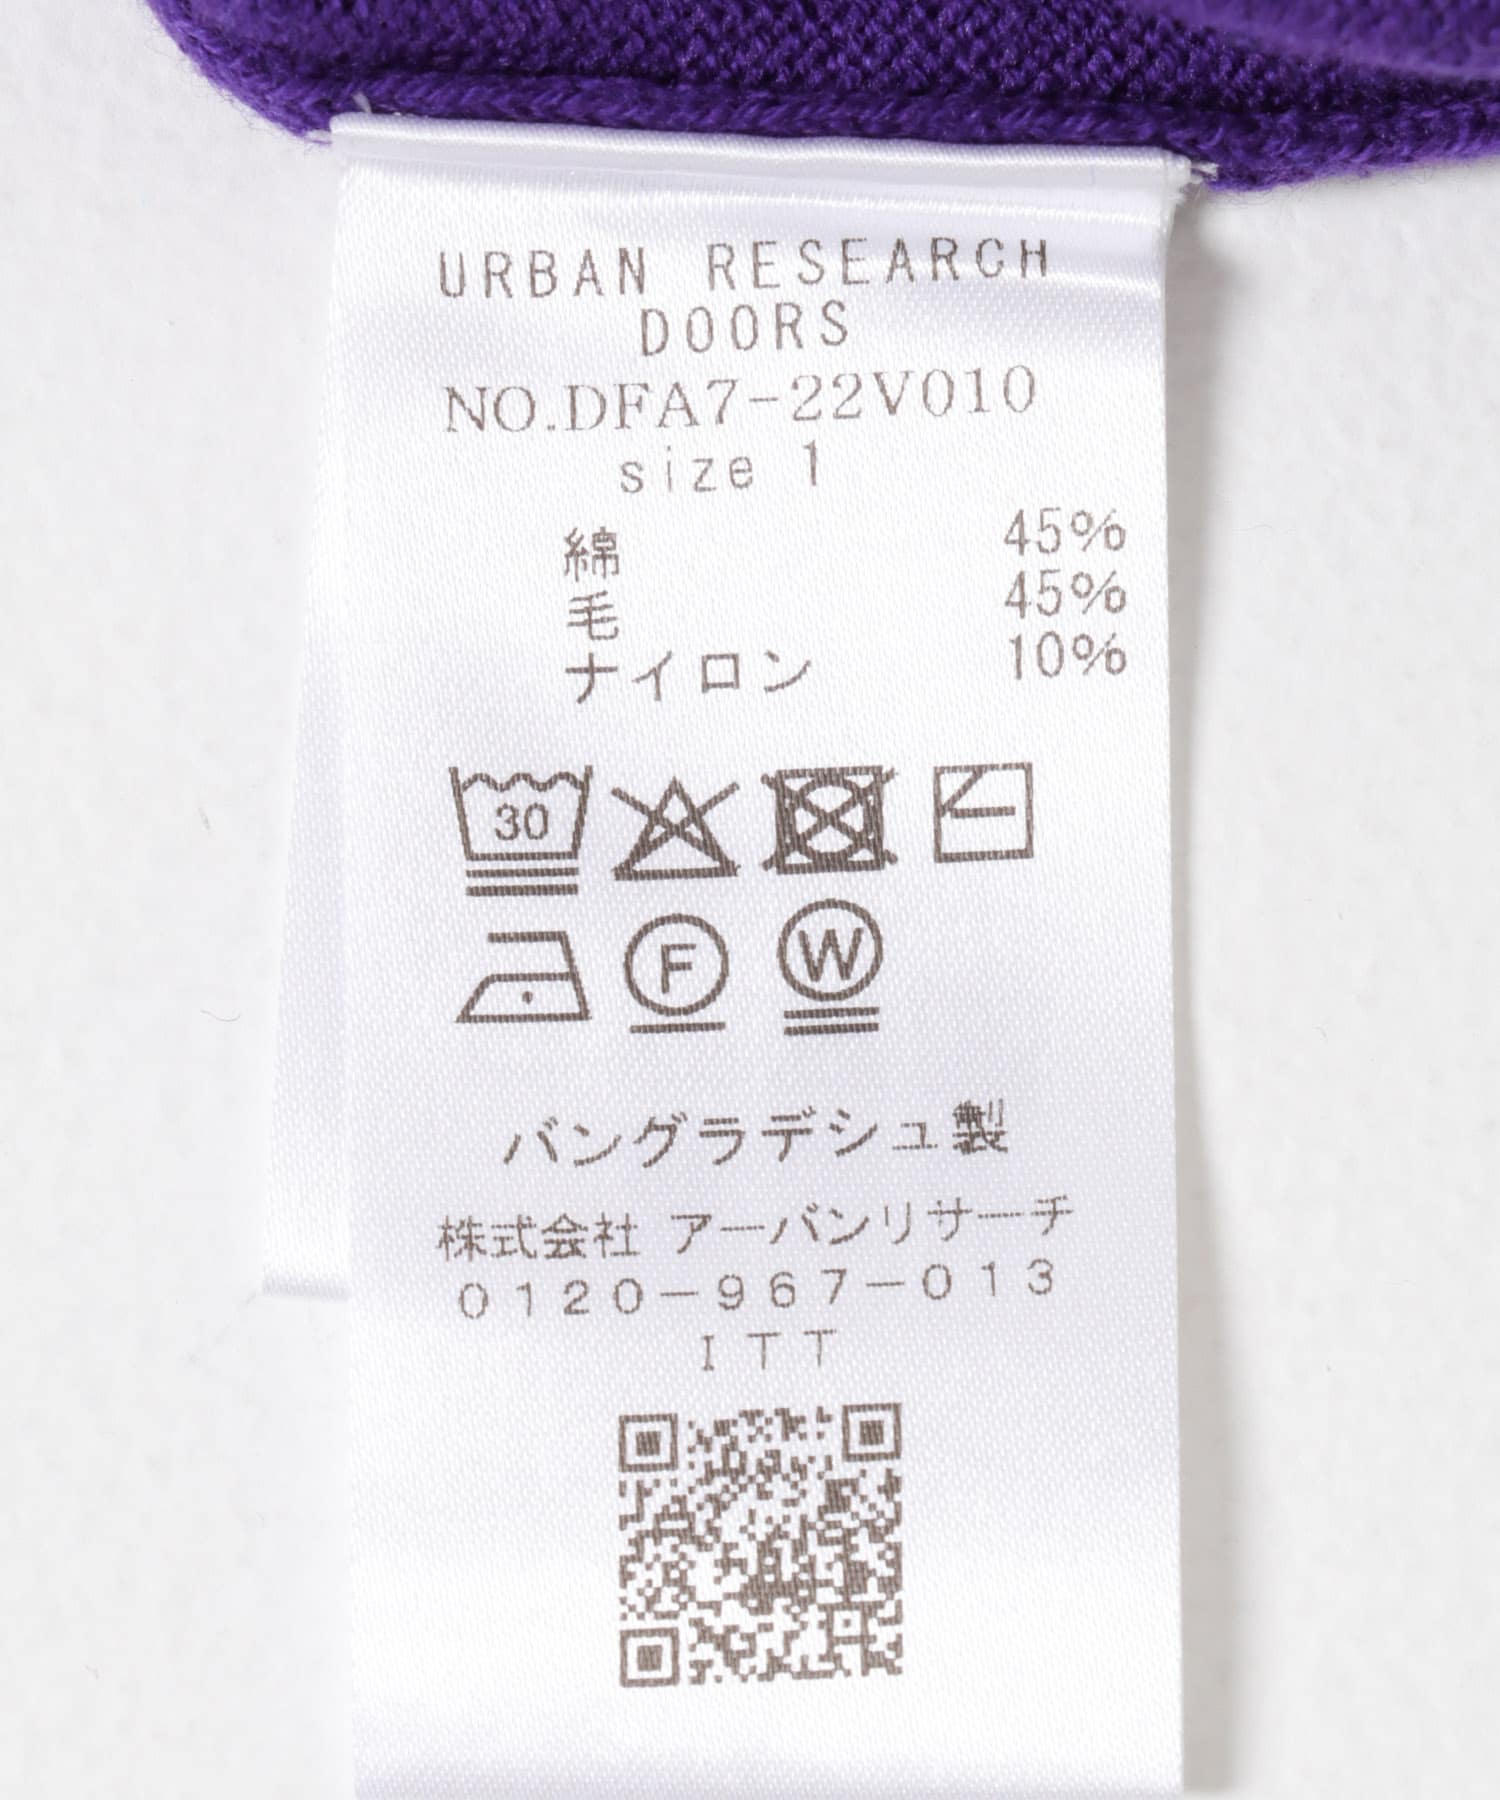 URBAN RESEARCH
DOORS
NO.DFA7-22V010
size 1
綿 45%
毛 45%
ナイロン 10%
30
F W
バングラデシュ製
株式会社 アーバンリサーチ
0120-967-013
ITT